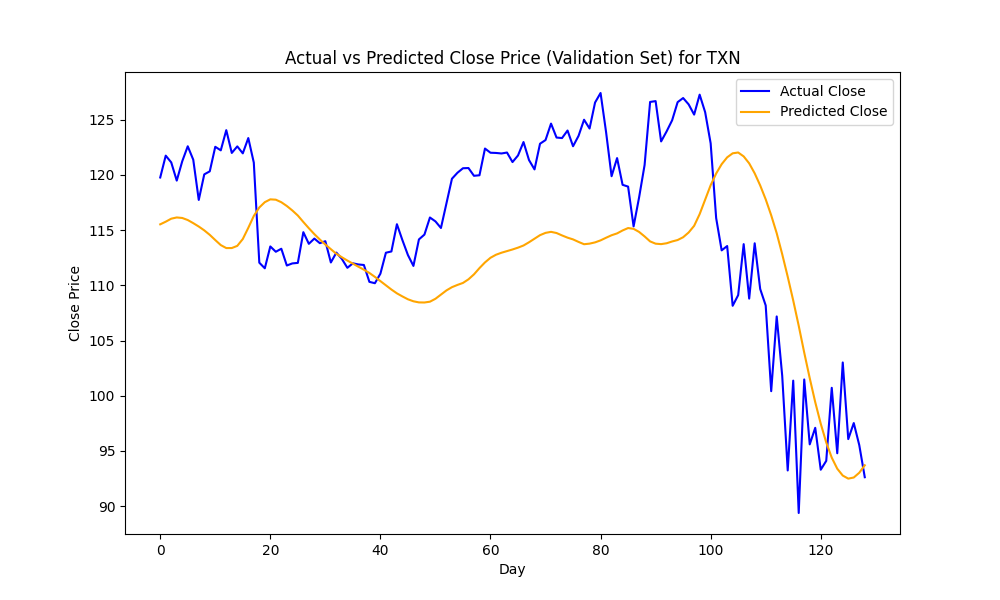 Actual vs Predicted Close Price (Validation Set) for TXN
Actual Close
Predicted Close
Close Price
125
120
115
110
105
100
95
90
0 20 40 60 80 100 120
Day